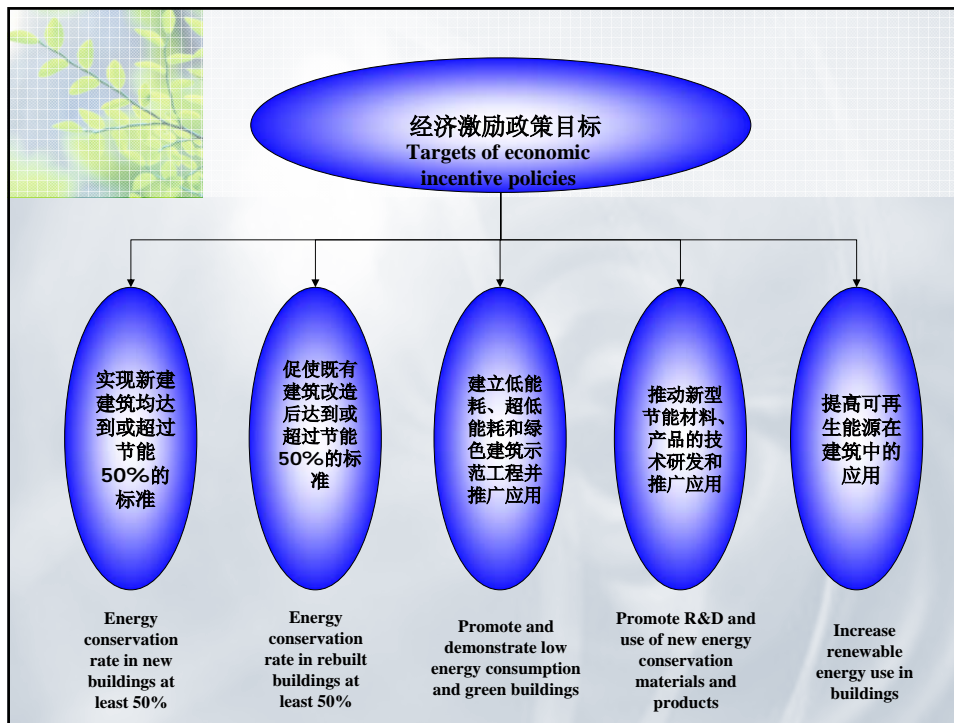 经济激励政策目标
Targets of economic
incentive policies
实现新建
建筑均达
到或超过
节能
50%的
标准
促使既有
建筑改造
后达到或
超过节能
50%的标
准
建立低能
耗、超低
能耗和绿
色建筑示
范工程并
推广应用
推动新型
节能材料、
产品的技
术研发和
推广应用
提高可再
生能源在
建筑中的
应用
Energy
conservation
rate in new
buildings at
least 50%
Energy
conservation
rate in rebuilt
buildings at
least 50%
Promote and
demonstrate low
energy consumption
and green buildings
Promote R&D and
use of new energy
conservation
materials and
products
Increase
renewable
energy use in
buildings